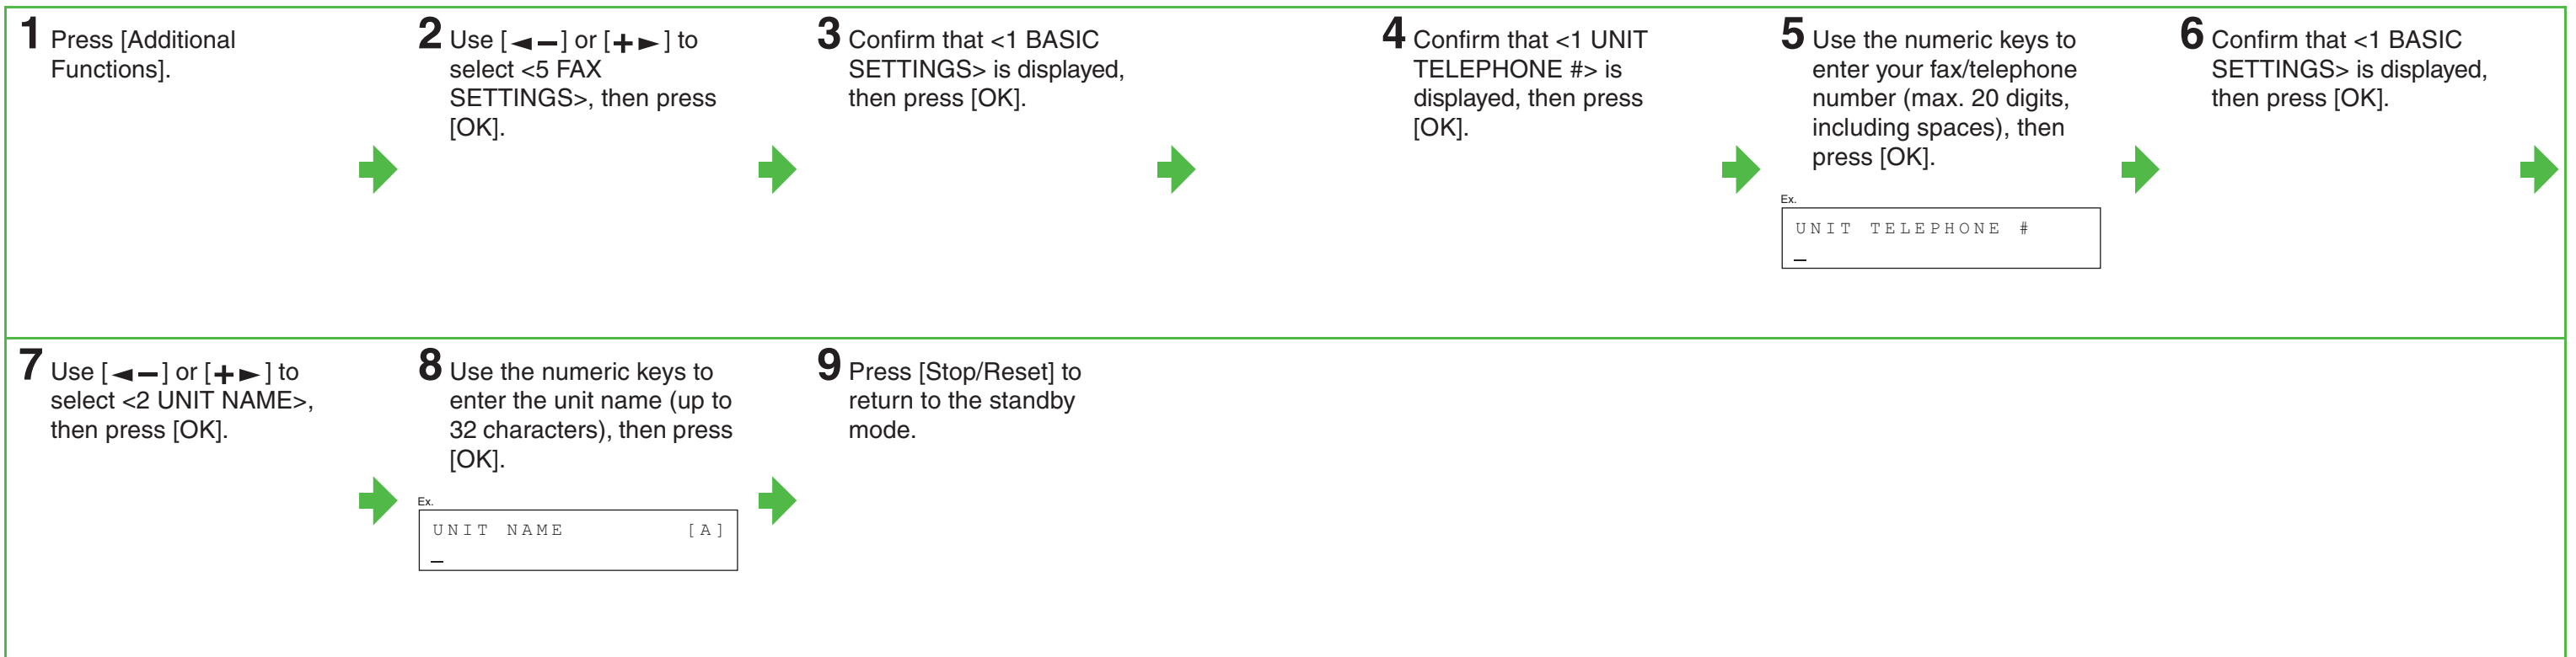 1 Press [Additional
Functions].
2 Use [◄−] or [+►] to
select <5 FAX
SETTINGS>, then press
[OK].
3 Confirm that <1 BASIC
SETTINGS> is displayed,
then press [OK].
4 Confirm that <1 UNIT
TELEPHONE #> is
displayed, then press
[OK].
5 Use the numeric keys to
enter your fax/telephone
number (max. 20 digits,
including spaces), then
press [OK].
Ex.
UNIT TELEPHONE #
_
6 Confirm that <1 BASIC
SETTINGS> is displayed,
then press [OK].
7 Use [◄−] or [+►] to
select <2 UNIT NAME>,
then press [OK].
8 Use the numeric keys to
enter the unit name (up to
32 characters), then press
[OK].
Ex.
UNIT NAME [A]
_
9 Press [Stop/Reset] to
return to the standby
mode.